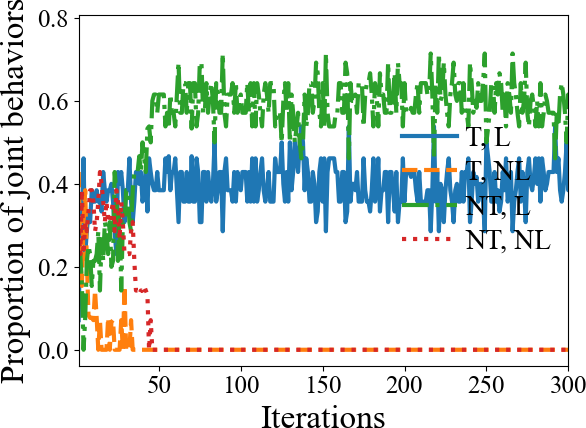 Proportion of joint behaviors
0.8
0.6
0.4
0.2
0.0
T, L
T, NL
NT, L
NT, NL
50
100
150
200
250
300
Iterations